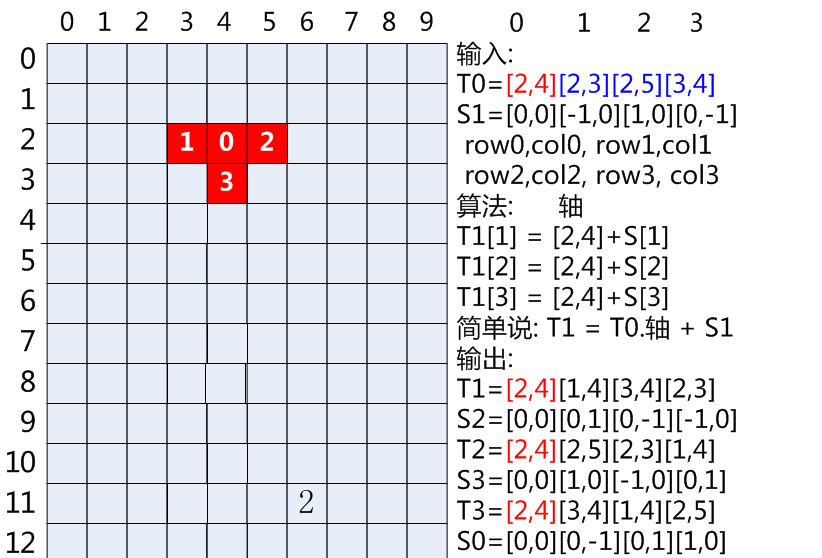 0 1 2 3 4 5 6 7 8 9
0
1
2 1 0 2
3 3
4
5
6
7
8
9
10
11 2
12
0 1 2 3
输入:
T0=[2,4][2,3][2,5][3,4]
S1=[0,0][-1,0][1,0][0,-1]
row0,col0, row1,col1
row2,col2, row3, col3
算法: 轴
T1[1] = [2,4]+S[1]
T1[2] = [2,4]+S[2]
T1[3] = [2,4]+S[3]
简单说: T1 = T0.轴 + S1
输出:
T1=[2,4][1,4][3,4][2,3]
S2=[0,0][0,1][0,-1][-1,0]
T2=[2,4][2,5][2,3][1,4]
S3=[0,0][1,0][-1,0][0,1]
T3=[2,4][3,4][1,4][2,5]
S0=[0,0][0,-1][0,1][1,0]